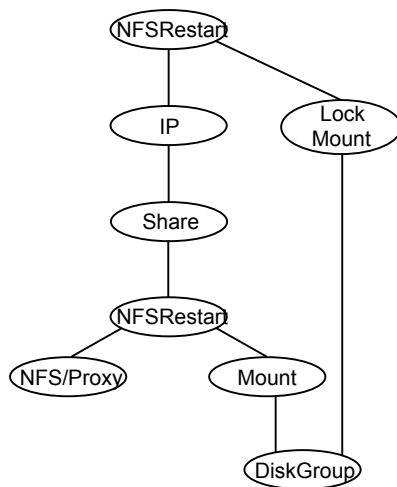 NFSRestart
IP
Lock
Mount
Share
NFSRestart
NFS/Proxy
Mount
DiskGroup